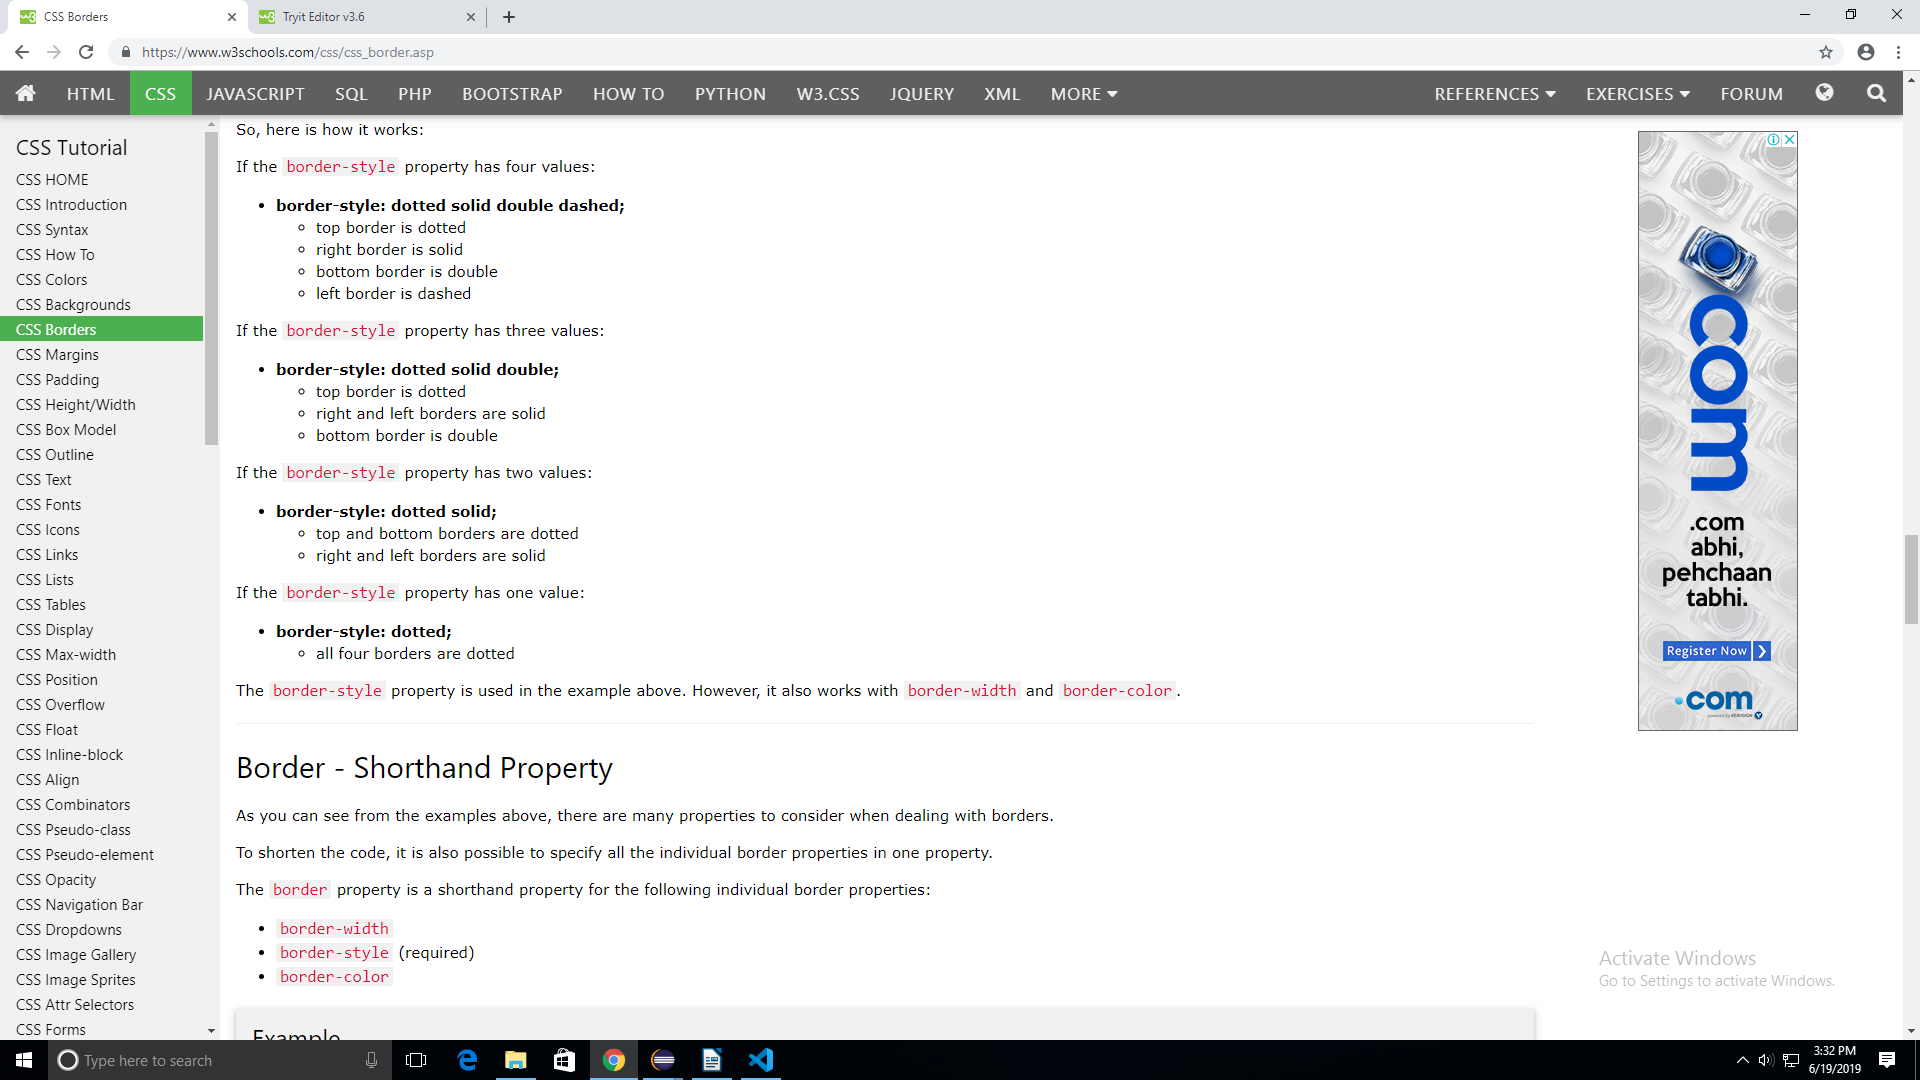 CSS Borders
Tryit Editor v3.6
https://www.w3schools.com/css/css_border.asp
HTML CSS JAVASCRIPT SQL PHP BOOTSTRAP HOW TO PYTHON W3.CSS JQUERY XML MORE REFERENCES EXERCISES FORUM
CSS Tutorial
CSS HOME
CSS Introduction
CSS Syntax
CSS How To
CSS Colors
CSS Backgrounds
CSS Borders
CSS Margins
CSS Padding
CSS Height/Width
CSS Box Model
CSS Outline
CSS Text
CSS Fonts
CSS Icons
CSS Links
CSS Lists
CSS Tables
CSS Display
CSS Max-width
CSS Position
CSS Overflow
CSS Float
CSS Inline-block
CSS Align
CSS Combinators
CSS Pseudo-class
CSS Pseudo-element
CSS Opacity
CSS Navigation Bar
CSS Dropdowns
CSS Image Gallery
CSS Image Sprites
CSS Attr Selectors
CSS Forms
So, here is how it works:
If the border-style property has four values:
• border-style: dotted solid double dashed;
◦ top border is dotted
◦ right border is solid
◦ bottom border is double
◦ left border is dashed
If the border-style property has three values:
• border-style: dotted solid double;
◦ top border is dotted
◦ right and left borders are solid
◦ bottom border is double
If the border-style property has two values:
• border-style: dotted solid;
◦ top and bottom borders are dotted
◦ right and left borders are solid
If the border-style property has one value:
• border-style: dotted;
◦ all four borders are dotted
The border-style property is used in the example above. However, it also works with border-width and border-color.
Border - Shorthand Property
As you can see from the examples above, there are many properties to consider when dealing with borders.
To shorten the code, it is also possible to specify all the individual border properties in one property.
The border property is a shorthand property for the following individual border properties:
• border-width
• border-style (required)
• border-color
Example
com
.com
abhi,
pehchaan
tabhi.
Register Now
.com
powered by VERISIGN
Activate Windows
Go to Settings to activate Windows.
Type here to search
3:32 PM
6/19/2019